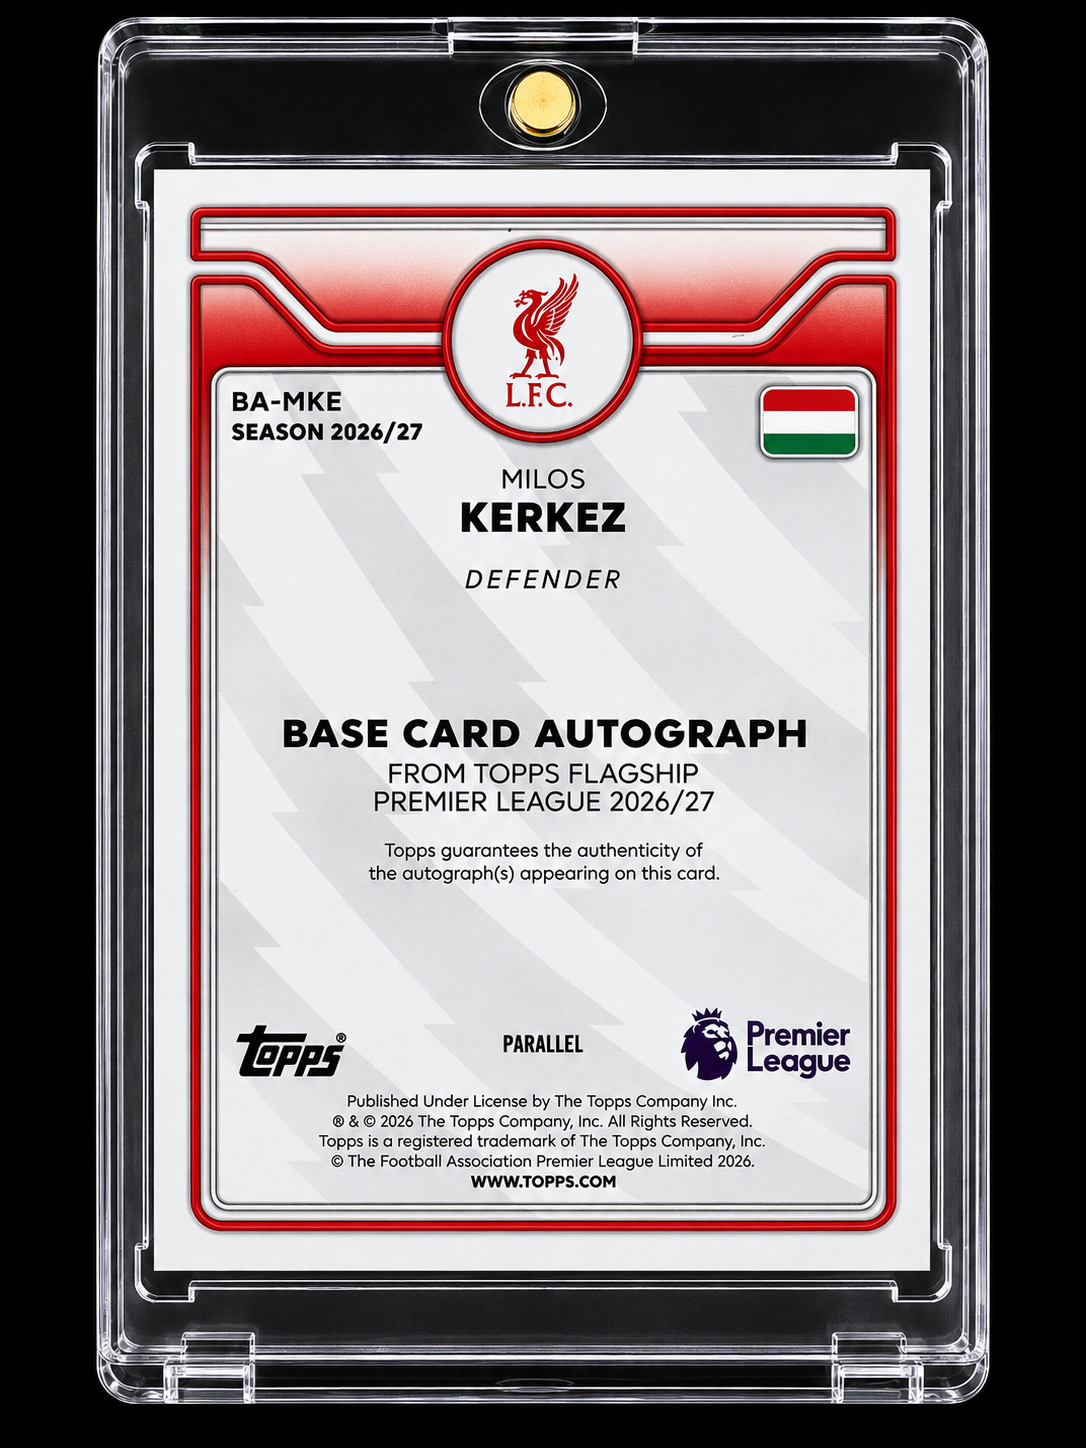 L.F.C.
BA-MKE
SEASON 2026/27
MILOS
KERKEZ
DEFENDER
BASE CARD AUTOGRAPH
FROM TOPPS FLAGSHIP
PREMIER LEAGUE 2026/27
Topps guarantees the authenticity of
the autograph(s) appearing on this card.
Topps®
PARALLEL
Premier
League
Published Under License by The Topps Company Inc.
® & © 2026 The Topps Company, Inc. All Rights Reserved.
Topps is a registered trademark of The Topps Company, Inc.
© The Football Association Premier League Limited 2026.
WWW.TOPPS.COM